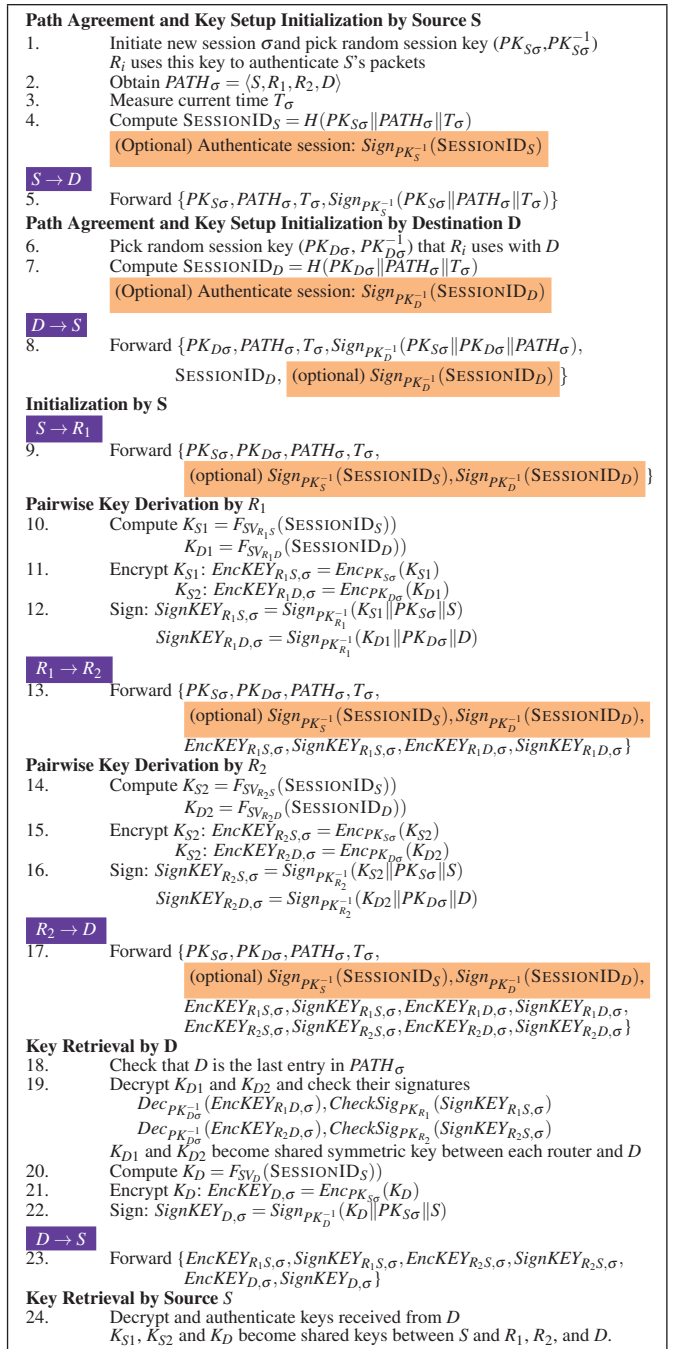 Path Agreement and Key Setup Initialization by Source S
1. Initiate new session σand pick random session key (PK_{Sσ},PK_{Sσ}^{-1})
R_i uses this key to authenticate S's packets
2. Obtain PATH_σ = ⟨S,R_1,R_2,D⟩
3. Measure current time T_σ
4. Compute SESSIONID_S = H(PK_{Sσ}||PATH_σ||T_σ)
(Optional) Authenticate session: Sign_{PK_S^{-1}}(SESSIONID_S)
S → D
5. Forward {PK_{Sσ},PATH_σ,T_σ,Sign_{PK_S^{-1}}(PK_{Sσ}||PATH_σ||T_σ)}
Path Agreement and Key Setup Initialization by Destination D
6. Pick random session key (PK_{Dσ}, PK_{Dσ}^{-1}) that R_i uses with D
7. Compute SESSIONID_D = H(PK_{Dσ}||PATH_σ||T_σ)
(Optional) Authenticate session: Sign_{PK_D^{-1}}(SESSIONID_D)
D → S
8. Forward {PK_{Dσ},PATH_σ,T_σ,Sign_{PK_D^{-1}}(PK_{Sσ}||PK_{Dσ}||PATH_σ),
SESSIONID_D, (optional) Sign_{PK_D^{-1}}(SESSIONID_D) }
Initialization by S
S → R_1
9. Forward {PK_{Sσ},PK_{Dσ},PATH_σ,T_σ,
(optional) Sign_{PK_S^{-1}}(SESSIONID_S),Sign_{PK_D^{-1}}(SESSIONID_D) }
Pairwise Key Derivation by R_1
10. Compute K_{S1} = F_{SV_{R_1S}}(SESSIONID_S))
K_{D1} = F_{SV_{R_1D}}(SESSIONID_D))
11. Encrypt K_{S1}: EncKEY_{R_1S,σ} = Enc_{PK_{Sσ}}(K_{S1})
K_{S2}: EncKEY_{R_1D,σ} = Enc_{PK_{Dσ}}(K_{D1})
12. Sign: SignKEY_{R_1S,σ} = Sign_{PK_{R_1}^{-1}}(K_{S1}||PK_{Sσ}||S)
SignKEY_{R_1D,σ} = Sign_{PK_{R_1}^{-1}}(K_{D1}||PK_{Dσ}||D)
R_1 → R_2
13. Forward {PK_{Sσ},PK_{Dσ},PATH_σ,T_σ,
(optional) Sign_{PK_S^{-1}}(SESSIONID_S),Sign_{PK_D^{-1}}(SESSIONID_D),
EncKEY_{R_1S,σ},SignKEY_{R_1S,σ},EncKEY_{R_1D,σ},SignKEY_{R_1D,σ}}
Pairwise Key Derivation by R_2
14. Compute K_{S2} = F_{SV_{R_2S}}(SESSIONID_S))
K_{D2} = F_{SV_{R_2D}}(SESSIONID_D))
15. Encrypt K_{S2}: EncKEY_{R_2S,σ} = Enc_{PK_{Sσ}}(K_{S2})
K_{S2}: EncKEY_{R_2D,σ} = Enc_{PK_{Dσ}}(K_{D2})
16. Sign: SignKEY_{R_2S,σ} = Sign_{PK_{R_2}^{-1}}(K_{S2}||PK_{Sσ}||S)
SignKEY_{R_2D,σ} = Sign_{PK_{R_2}^{-1}}(K_{D2}||PK_{Dσ}||D)
R_2 → D
17. Forward {PK_{Sσ},PK_{Dσ},PATH_σ,T_σ,
(optional) Sign_{PK_S^{-1}}(SESSIONID_S),Sign_{PK_D^{-1}}(SESSIONID_D),
EncKEY_{R_1S,σ},SignKEY_{R_1S,σ},EncKEY_{R_1D,σ},SignKEY_{R_1D,σ},
EncKEY_{R_2S,σ},SignKEY_{R_2S,σ},EncKEY_{R_2D,σ},SignKEY_{R_2D,σ}}
Key Retrieval by D
18. Check that D is the last entry in PATH_σ
19. Decrypt K_{D1} and K_{D2} and check their signatures
Dec_{PK_{Dσ}^{-1}}(EncKEY_{R_1D,σ}),CheckSig_{PK_{R_1}}(SignKEY_{R_1S,σ})
Dec_{PK_{Dσ}^{-1}}(EncKEY_{R_2D,σ}),CheckSig_{PK_{R_2}}(SignKEY_{R_2S,σ})
K_{D1} and K_{D2} become shared symmetric key between each router and D
20. Compute K_D = F_{SV_D}(SESSIONID_S))
21. Encrypt K_D: EncKEY_{D,σ} = Enc_{PK_{Sσ}}(K_D)
22. Sign: SignKEY_{D,σ} = Sign_{PK_D^{-1}}(K_D||PK_{Sσ}||S)
D → S
23. Forward {EncKEY_{R_1S,σ},SignKEY_{R_1S,σ},EncKEY_{R_2S,σ},SignKEY_{R_2S,σ},
EncKEY_{D,σ},SignKEY_{D,σ}}
Key Retrieval by Source S
24. Decrypt and authenticate keys received from D
K_{S1}, K_{S2} and K_D become shared keys between S and R_1, R_2, and D.